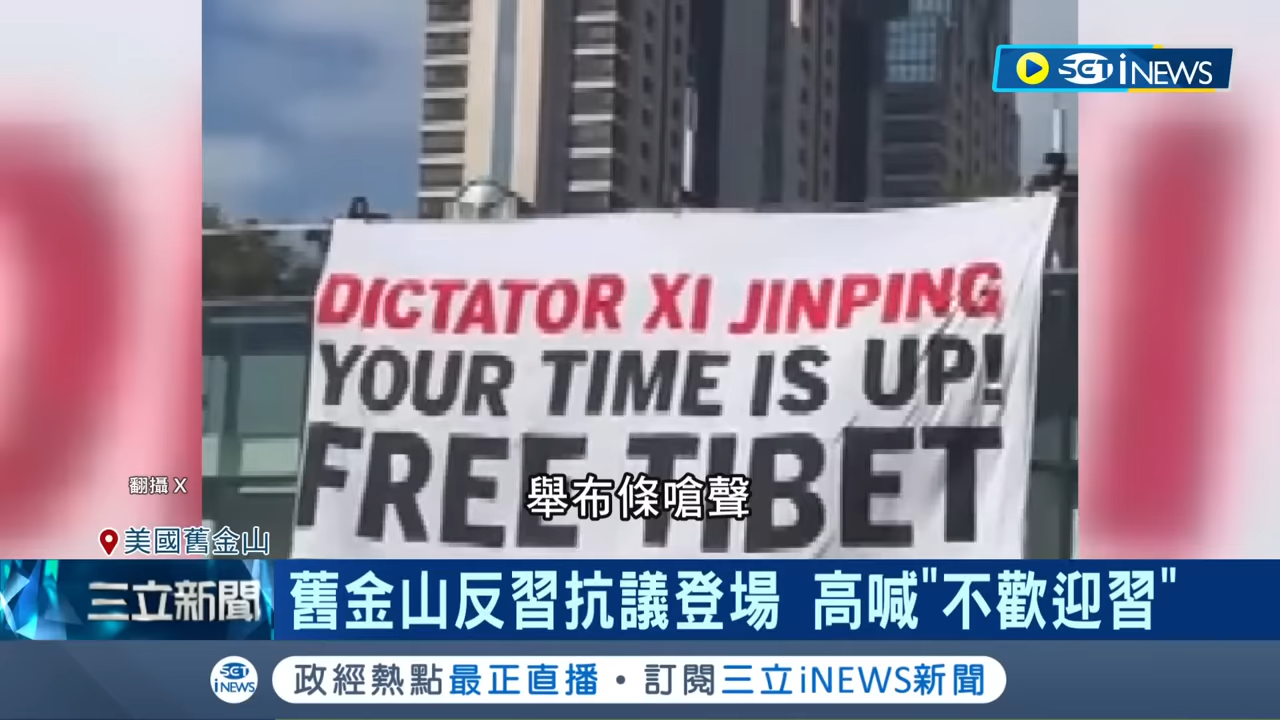 SET iNEWS
DICTATOR XI JINPING
YOUR TIME IS UP!
FREE TIBET
舉布條嗆聲
翻攝 X
美國舊金山
三立新聞
舊金山反習抗議登場 高喊"不歡迎習"
SET iNEWS
政經熱點最正直播・訂閱三立iNEWS新聞